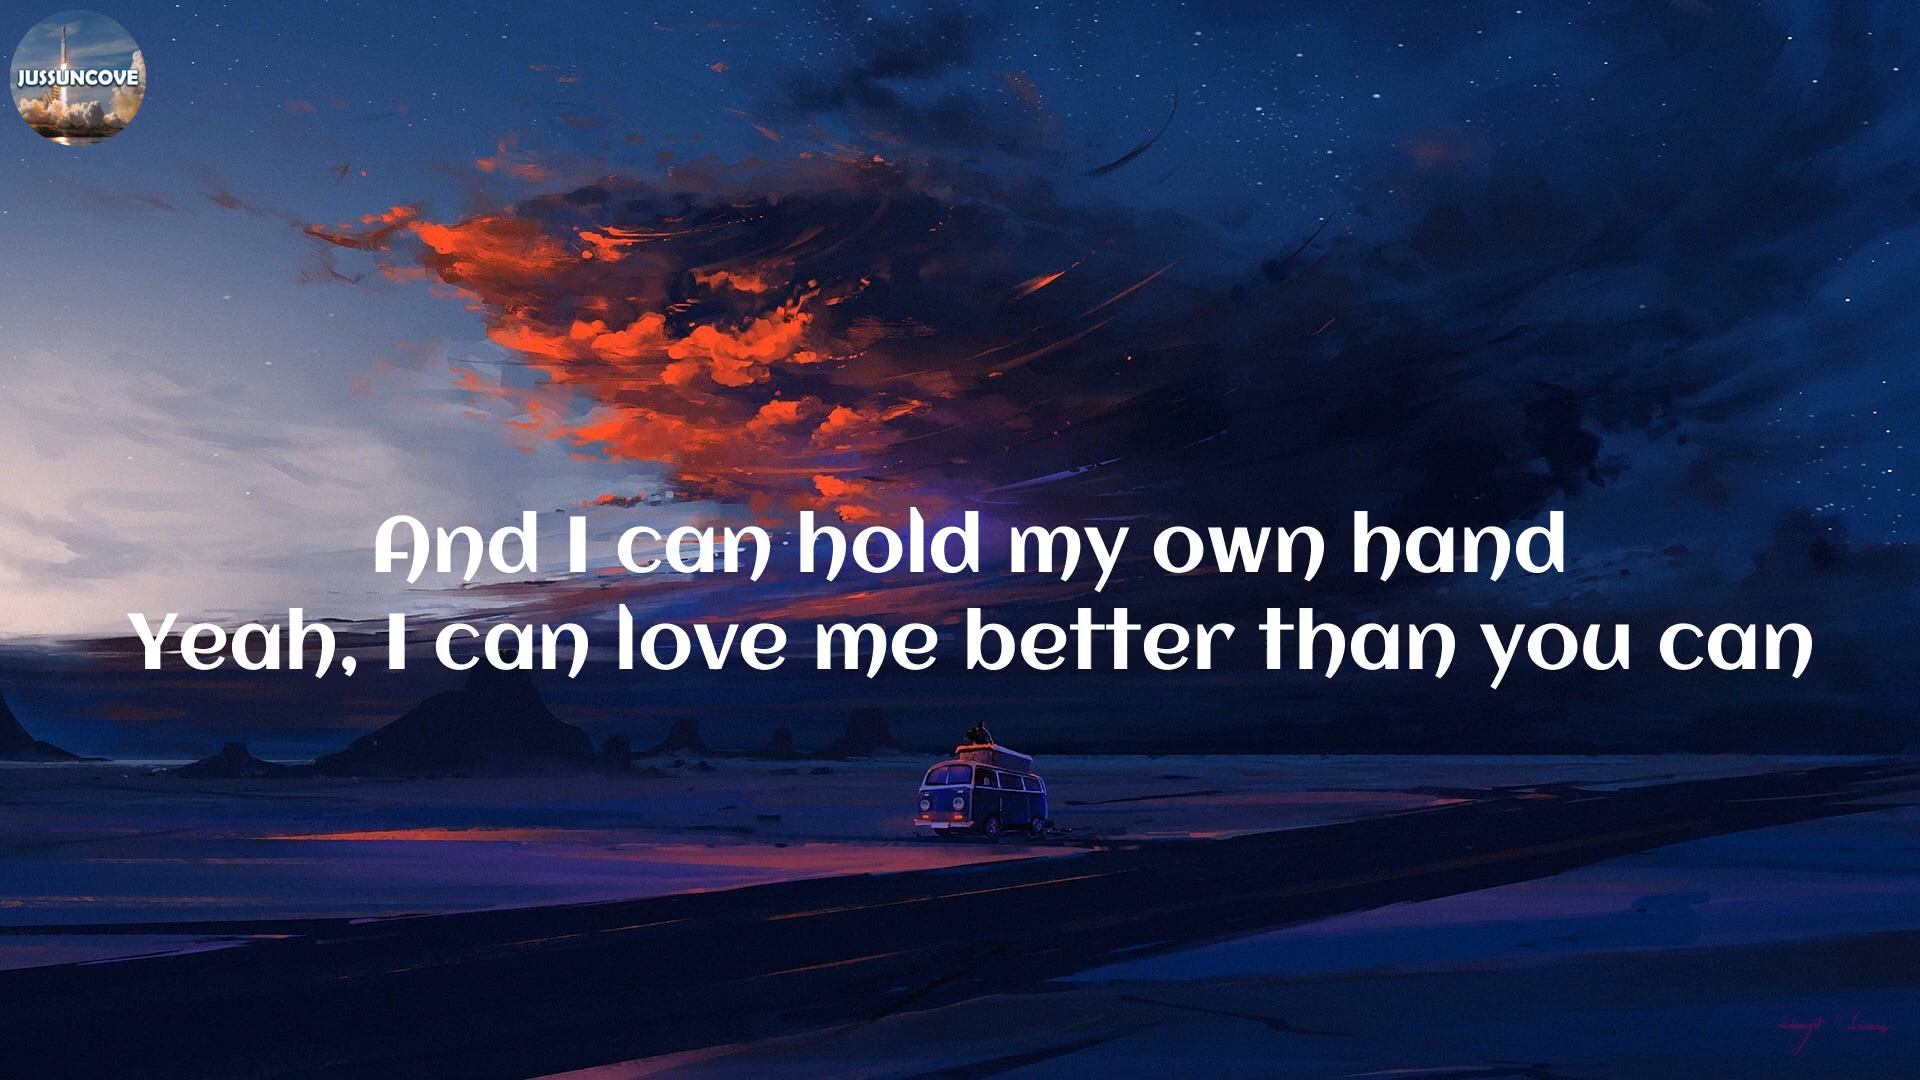 JUSSUNCOVE
And I can hold my own hand
Yeah, I can love me better than you can